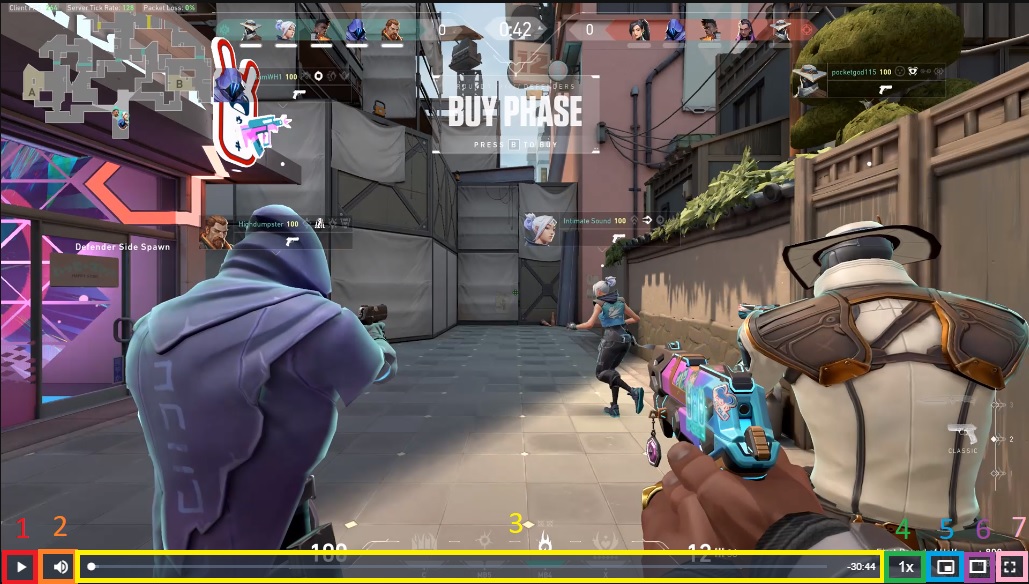 Server Tick Rate: 128 Packet Loss: 0%
0 0:42 0
A B
100
pocketgod115 100
BUY PHASE
PRESS B TO BUY
Highdumpster 100
Intimate Sound 100
Defender Side Spawn
2
CLASSIC
1 2 3 4 5 6 7
100 12
-30:44 1x